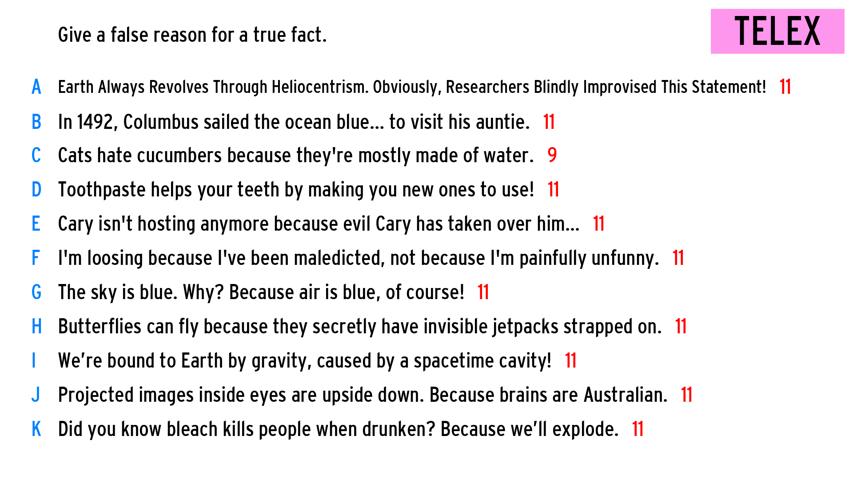 Give a false reason for a true fact.
TELEX
A Earth Always Revolves Through Heliocentrism. Obviously, Researchers Blindly Improvised This Statement! 11
B In 1492, Columbus sailed the ocean blue... to visit his auntie. 11
C Cats hate cucumbers because they're mostly made of water. 9
D Toothpaste helps your teeth by making you new ones to use! 11
E Cary isn't hosting anymore because evil Cary has taken over him... 11
F I'm loosing because I've been maledicted, not because I'm painfully unfunny. 11
G The sky is blue. Why? Because air is blue, of course! 11
H Butterflies can fly because they secretly have invisible jetpacks strapped on. 11
I We’re bound to Earth by gravity, caused by a spacetime cavity! 11
J Projected images inside eyes are upside down. Because brains are Australian. 11
K Did you know bleach kills people when drunken? Because we’ll explode. 11